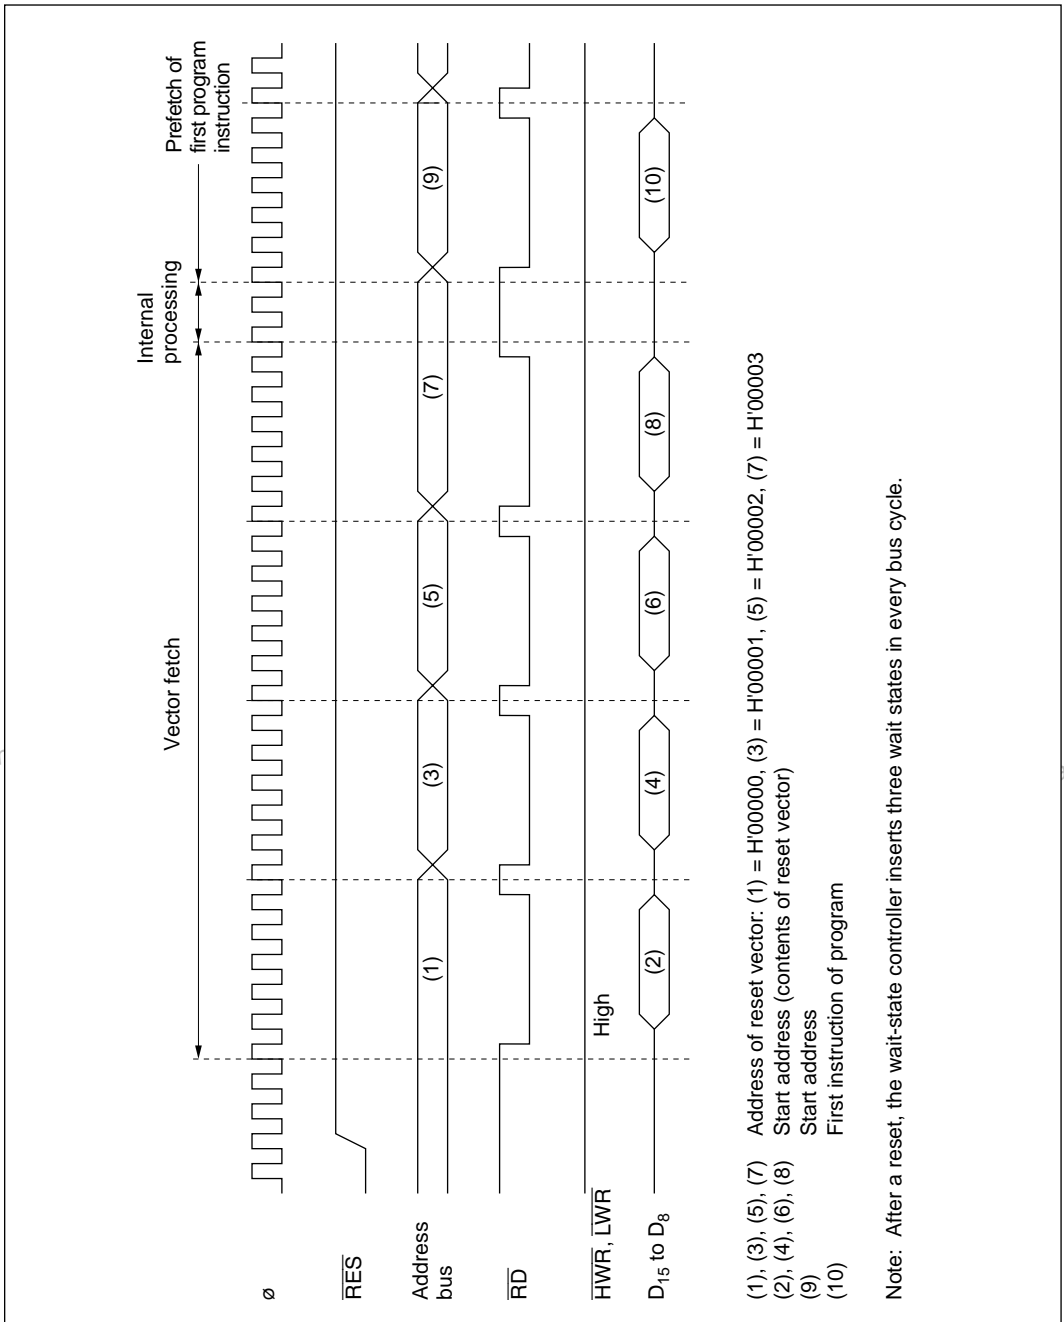 Vector fetch
Internal
processing
Prefetch of
first program
instruction
ø
RES
Address
bus
(1)
(3)
(5)
(7)
(9)
RD
HWR, LWR
High
D15 to D8
(2)
(4)
(6)
(8)
(10)
(1), (3), (5), (7) Address of reset vector: (1) = H'00000, (3) = H'00001, (5) = H'00002, (7) = H'00003
(2), (4), (6), (8) Start address (contents of reset vector)
(9) Start address
(10) First instruction of program
Note: After a reset, the wait-state controller inserts three wait states in every bus cycle.